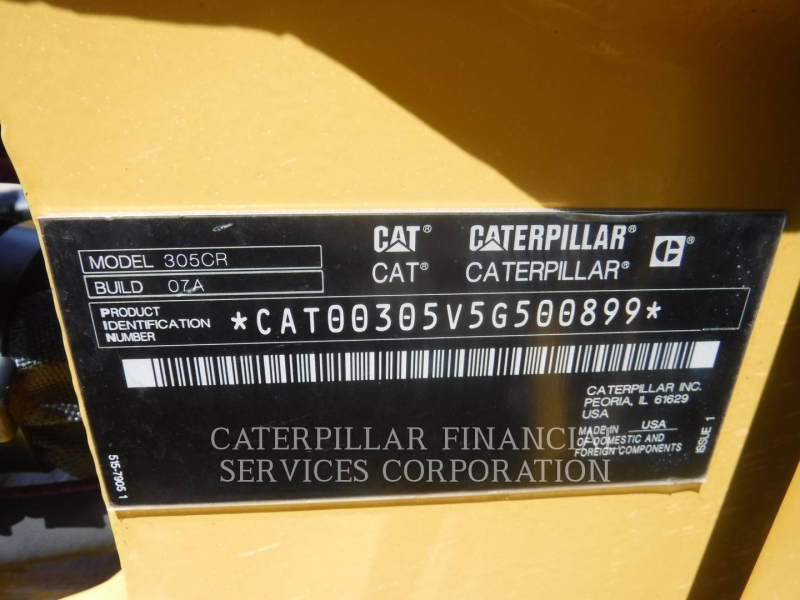 MODEL 305CR
BUILD 07A
CAT® CATERPILLAR® C®
CAT® CATERPILLAR®
PRODUCT IDENTIFICATION NUMBER
*CAT00305V5G500899*
CATERPILLAR INC.
PEORIA, IL 61629
USA
MADE IN USA
OF DOMESTIC AND
FOREIGN COMPONENTS
ISSUE 1
515-7905 1
CATERPILLAR FINANCIAL
SERVICES CORPORATION